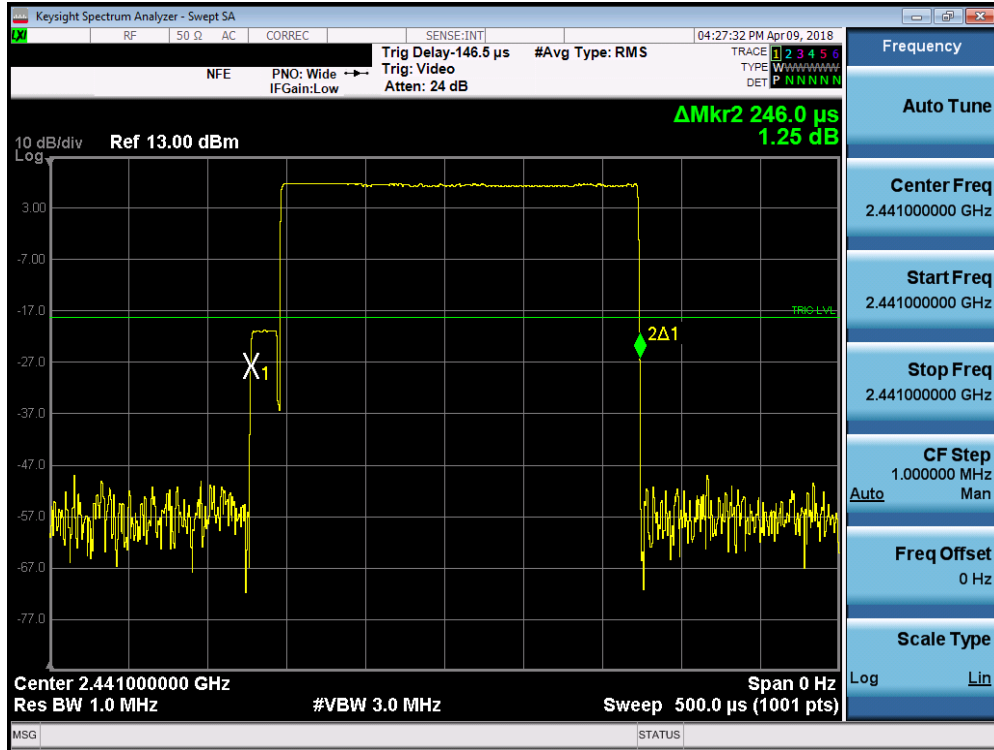 Keysight Spectrum Analyzer - Swept SA
LXI RF 50 Ω AC CORREC SENSE:INT 04:27:32 PM Apr 09, 2018
Trig Delay-146.5 µs #Avg Type: RMS TRACE 1 2 3 4 5 6
NFE PNO: Wide Trig: Video TYPE WWWWWW
IFGain:Low Atten: 24 dB DET P N N N N N
ΔMkr2 246.0 µs
1.25 dB
10 dB/div Ref 13.00 dBm
Log
3.00
-7.00
-17.0
TRIG LVL
2Δ1
-27.0
1
-37.0
-47.0
-57.0
-67.0
-77.0
Center 2.441000000 GHz Span 0 Hz
Res BW 1.0 MHz #VBW 3.0 MHz Sweep 500.0 µs (1001 pts)
MSG STATUS
Frequency
Auto Tune
Center Freq
2.441000000 GHz
Start Freq
2.441000000 GHz
Stop Freq
2.441000000 GHz
CF Step
1.000000 MHz
Auto Man
Freq Offset
0 Hz
Scale Type
Log Lin